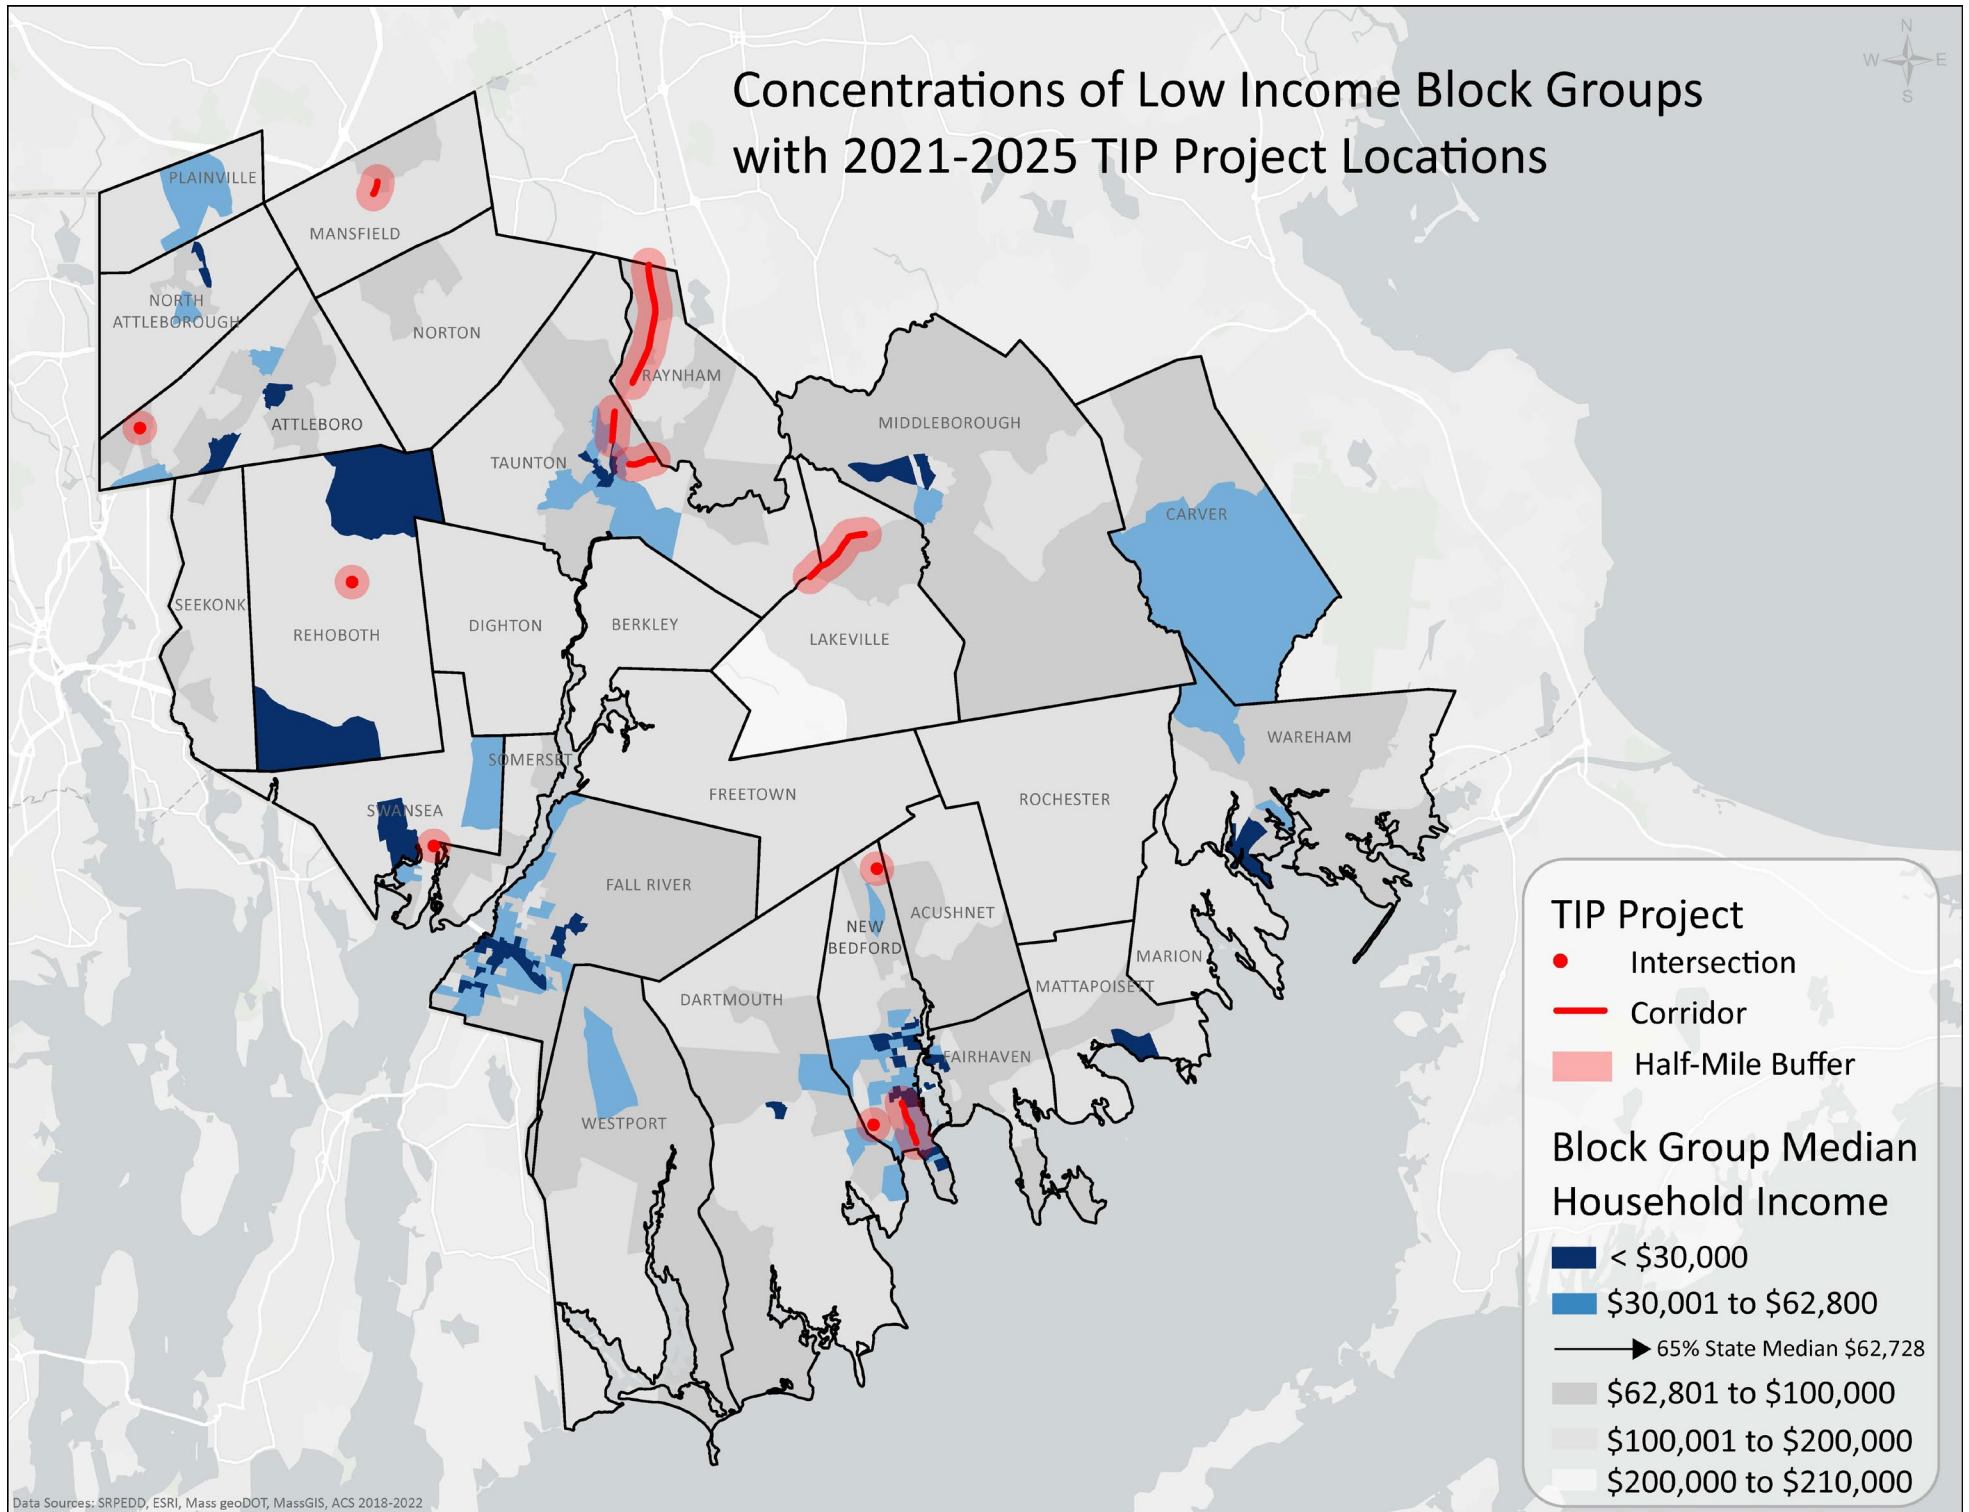 Concentrations of Low Income Block Groups
with 2021-2025 TIP Project Locations
N
W
E
S
PLAINVILLE
MANSFIELD
NORTH
ATTLEBOROUGH
NORTON
RAYNHAM
ATTLEBORO
TAUNTON
MIDDLEBOROUGH
CARVER
SEEKONK
REHOBOTH
DIGHTON
BERKLEY
LAKEVILLE
WAREHAM
SOMERSET
SWANSEA
FREETOWN
ROCHESTER
FALL RIVER
ACUSHNET
NEW
BEDFORD
MARION
MATTAPOISETT
DARTMOUTH
FAIRHAVEN
WESTPORT
TIP Project
Intersection
Corridor
Half-Mile Buffer
Block Group Median
Household Income
< $30,000
$30,001 to $62,800
65% State Median $62,728
$62,801 to $100,000
$100,001 to $200,000
$200,000 to $210,000
Data Sources: SRPEDD, ESRI, Mass geoDOT, MassGIS, ACS 2018-2022